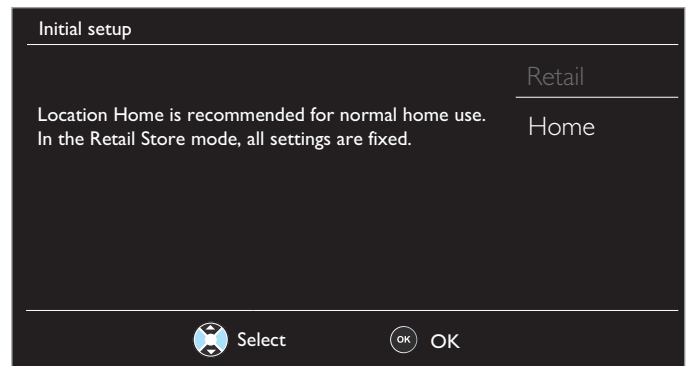 Initial setup
Retail
Location Home is recommended for normal home use.
In the Retail Store mode, all settings are fixed.
Home
Select
OK
OK